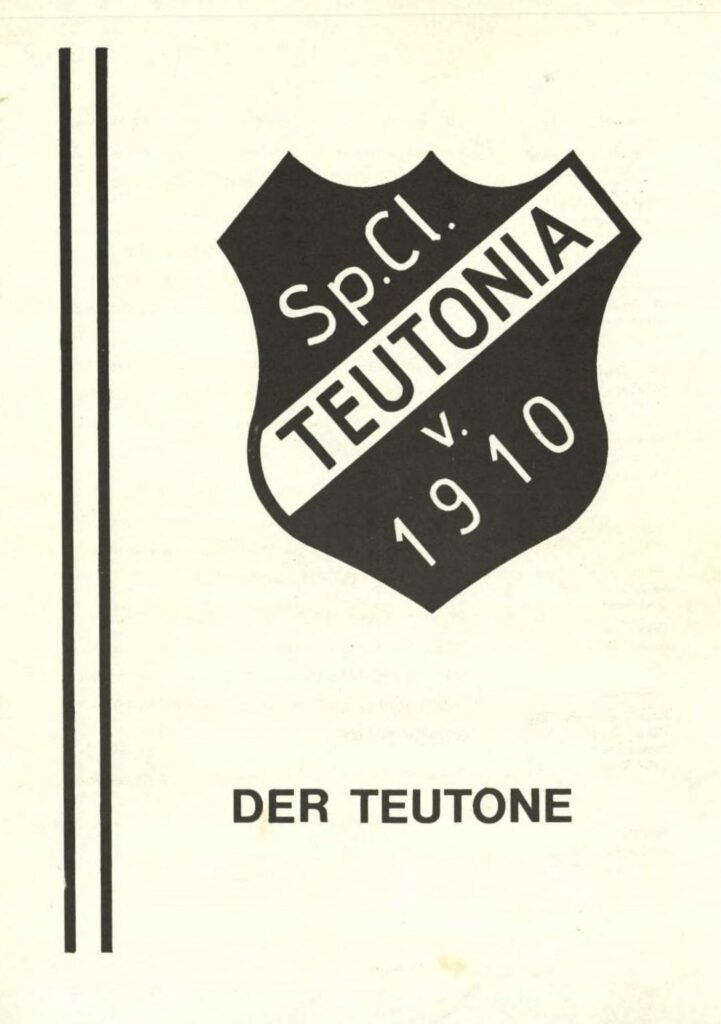 Sp.Cl.
TEUTONIA
v.
1910
DER TEUTONE